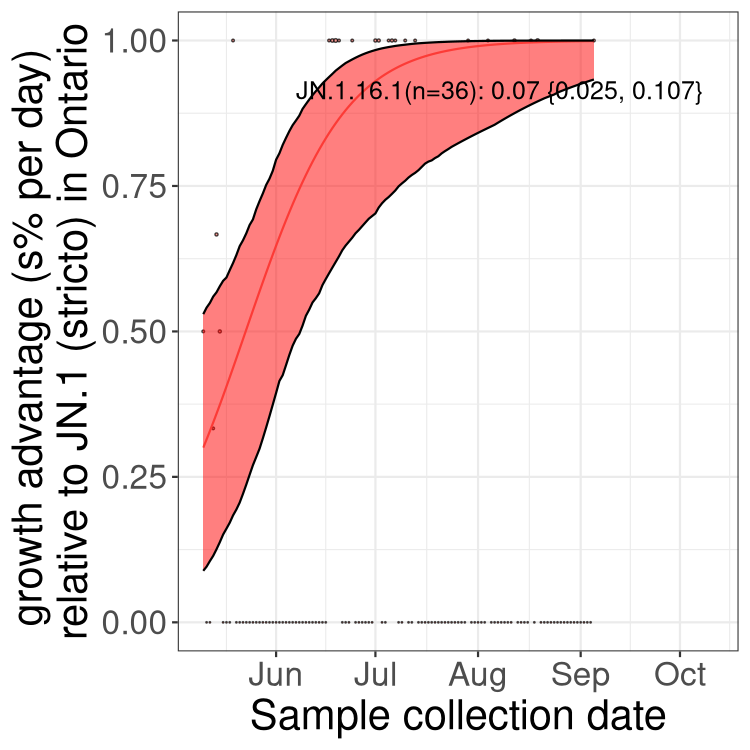 growth advantage (s% per day)
relative to JN.1 (stricto) in Ontario
1.00
0.75
0.50
0.25
0.00
JN.1.16.1(n=36): 0.07 {0.025, 0.107}
Jun Jul Aug Sep Oct
Sample collection date